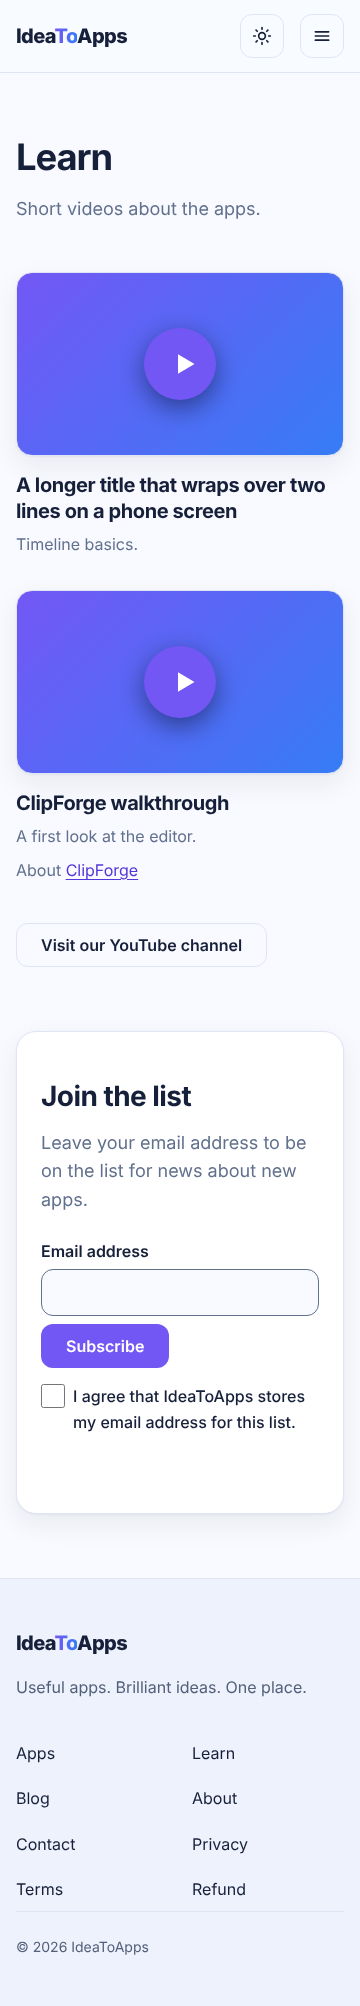 IdeaToApps
Learn
Short videos about the apps.
A longer title that wraps over two
lines on a phone screen
Timeline basics.
ClipForge walkthrough
A first look at the editor.
About ClipForge
Visit our YouTube channel
Join the list
Leave your email address to be
on the list for news about new
apps.
Email address
Subscribe
I agree that IdeaToApps stores
my email address for this list.
IdeaToApps
Useful apps. Brilliant ideas. One place.
Apps
Learn
Blog
About
Contact
Privacy
Terms
Refund
© 2026 IdeaToApps